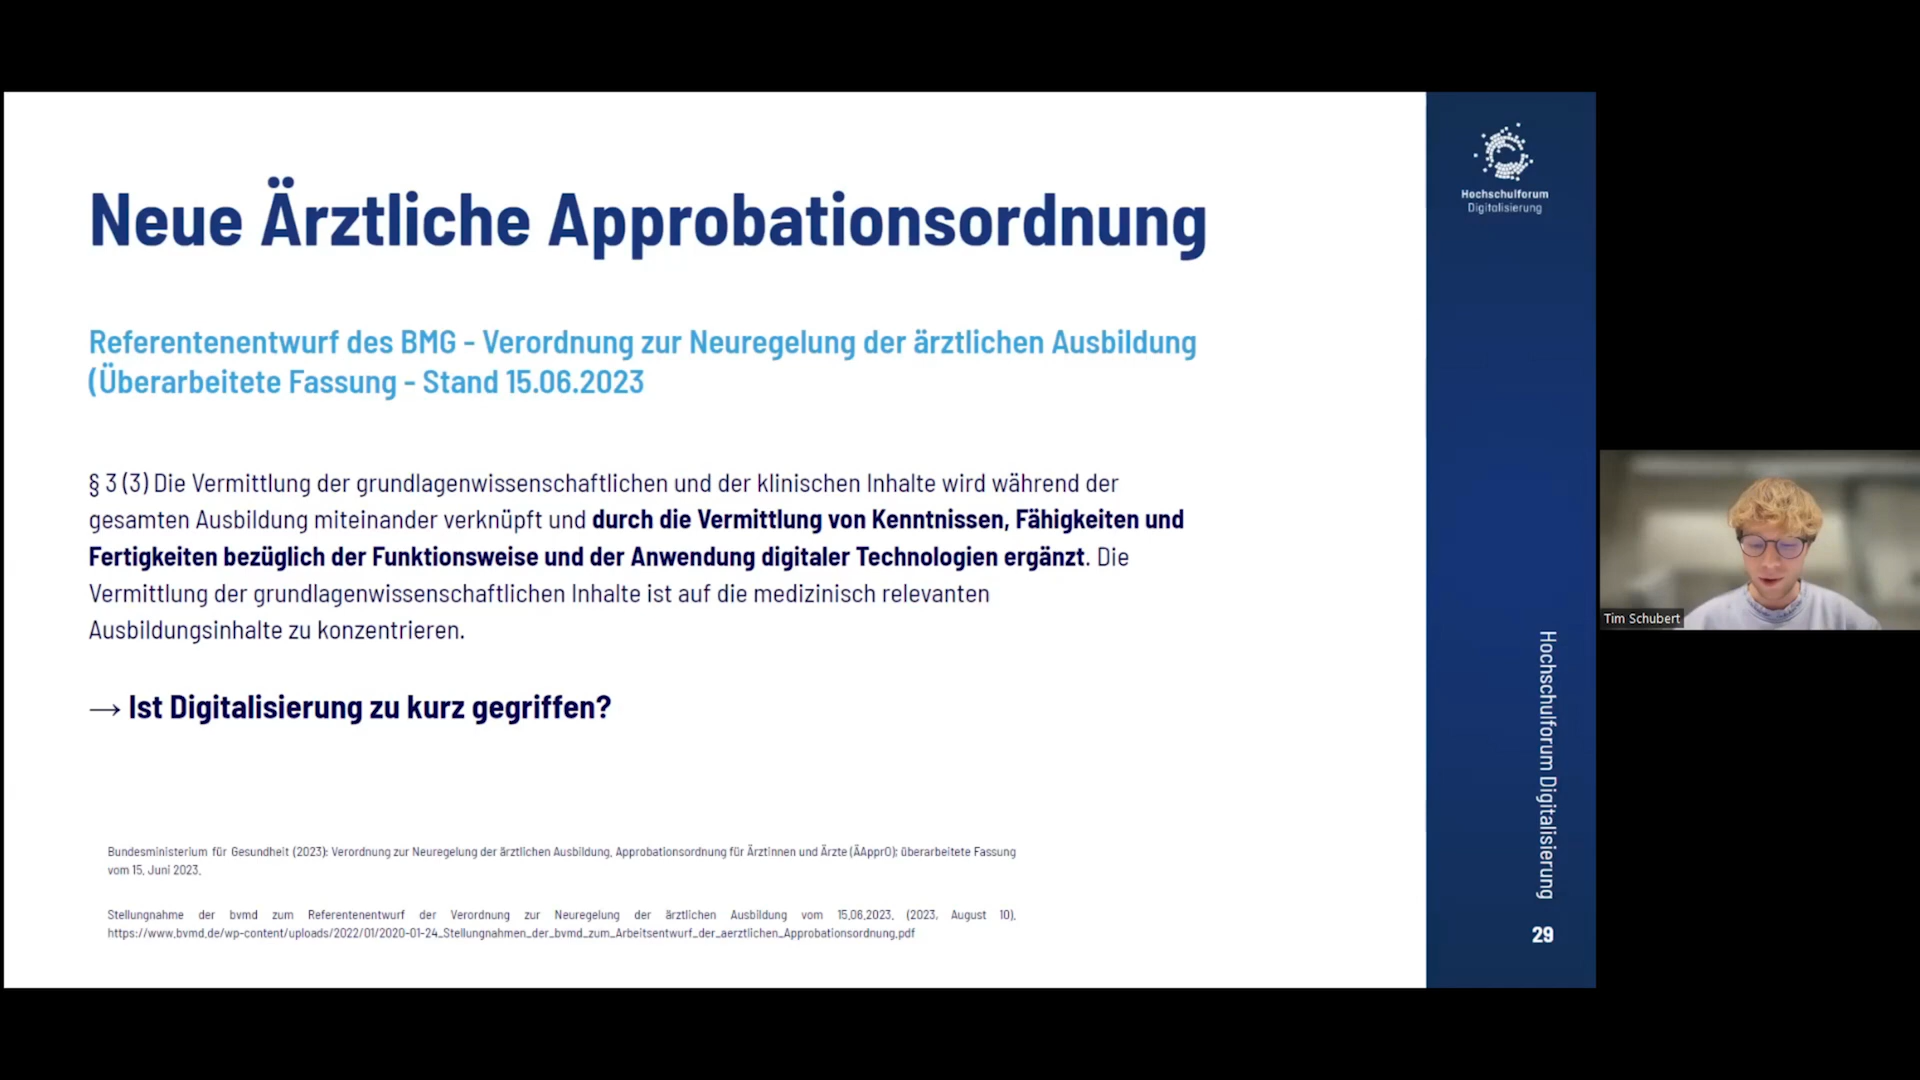 Neue Ärztliche Approbationsordnung
Referentenentwurf des BMG - Verordnung zur Neuregelung der ärztlichen Ausbildung
(Überarbeitete Fassung - Stand 15.06.2023
§ 3 (3) Die Vermittlung der grundlagenwissenschaftlichen und der klinischen Inhalte wird während der
gesamten Ausbildung miteinander verknüpft und durch die Vermittlung von Kenntnissen, Fähigkeiten und
Fertigkeiten bezüglich der Funktionsweise und der Anwendung digitaler Technologien ergänzt. Die
Vermittlung der grundlagenwissenschaftlichen Inhalte ist auf die medizinisch relevanten
Ausbildungsinhalte zu konzentrieren.
→ Ist Digitalisierung zu kurz gegriffen?
Bundesministerium für Gesundheit (2023): Verordnung zur Neuregelung der ärztlichen Ausbildung, Approbationsordnung für Ärztinnen und Ärzte (ÄApprO); überarbeitete Fassung
vom 15. Juni 2023.
Stellungnahme der bvmd zum Referentenentwurf der Verordnung zur Neuregelung der ärztlichen Ausbildung vom 15.06.2023. (2023, August 10).
https://www.bvmd.de/wp-content/uploads/2022/01/2020-01-24_Stellungnahmen_der_bvmd_zum_Arbeitsentwurf_der_aerztlichen_Approbationsordnung.pdf
Hochschulforum
Digitalisierung
Hochschulforum Digitalisierung
29
Tim Schubert